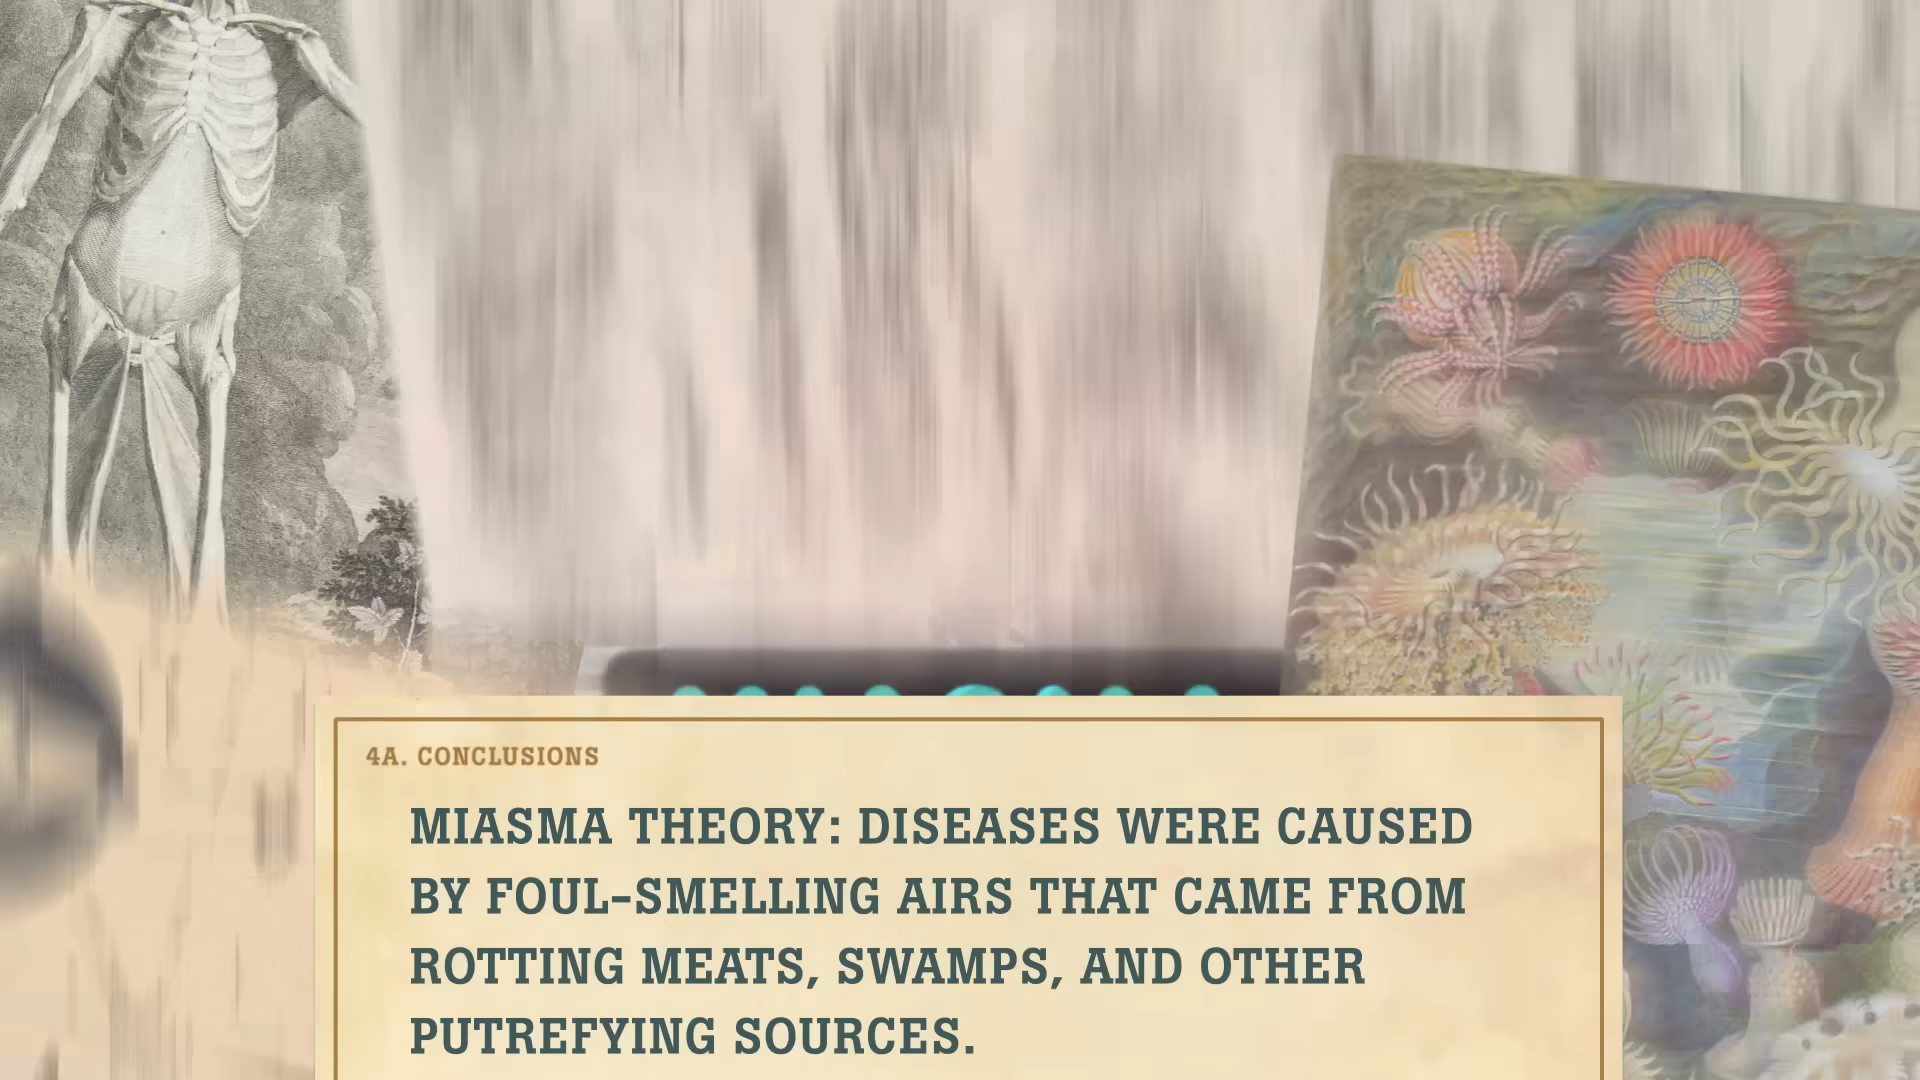 4A. CONCLUSIONS
MIASMA THEORY: DISEASES WERE CAUSED
BY FOUL-SMELLING AIRS THAT CAME FROM
ROTTING MEATS, SWAMPS, AND OTHER
PUTREFYING SOURCES.